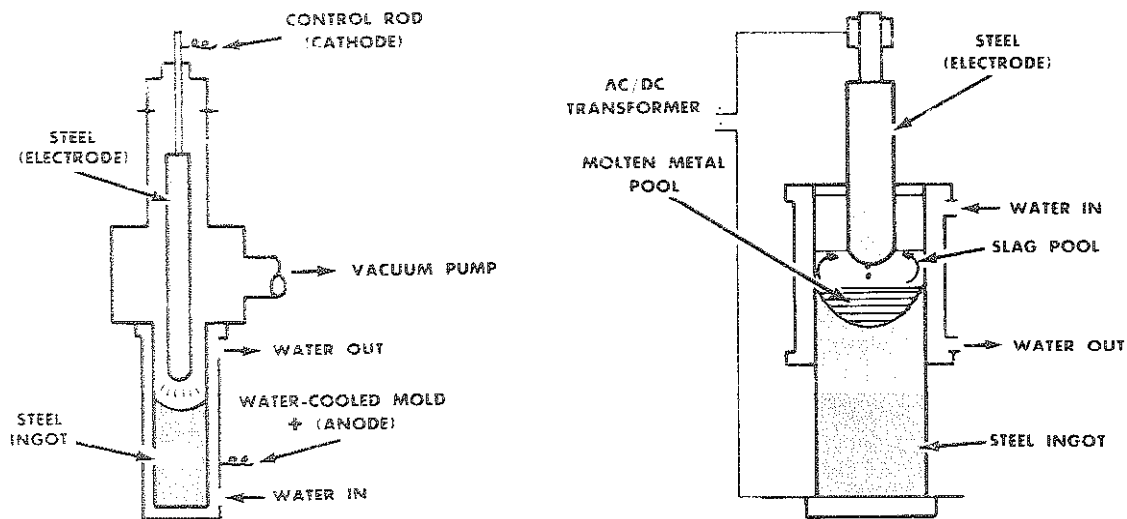 CONTROL ROD
(CATHODE)
STEEL
(ELECTRODE)
VACUUM PUMP
WATER OUT
WATER-COOLED MOLD
+ (ANODE)
STEEL
INGOT
WATER IN
STEEL
(ELECTRODE)
AC/DC
TRANSFORMER
MOLTEN METAL
POOL
WATER IN
SLAG POOL
WATER OUT
STEEL INGOT